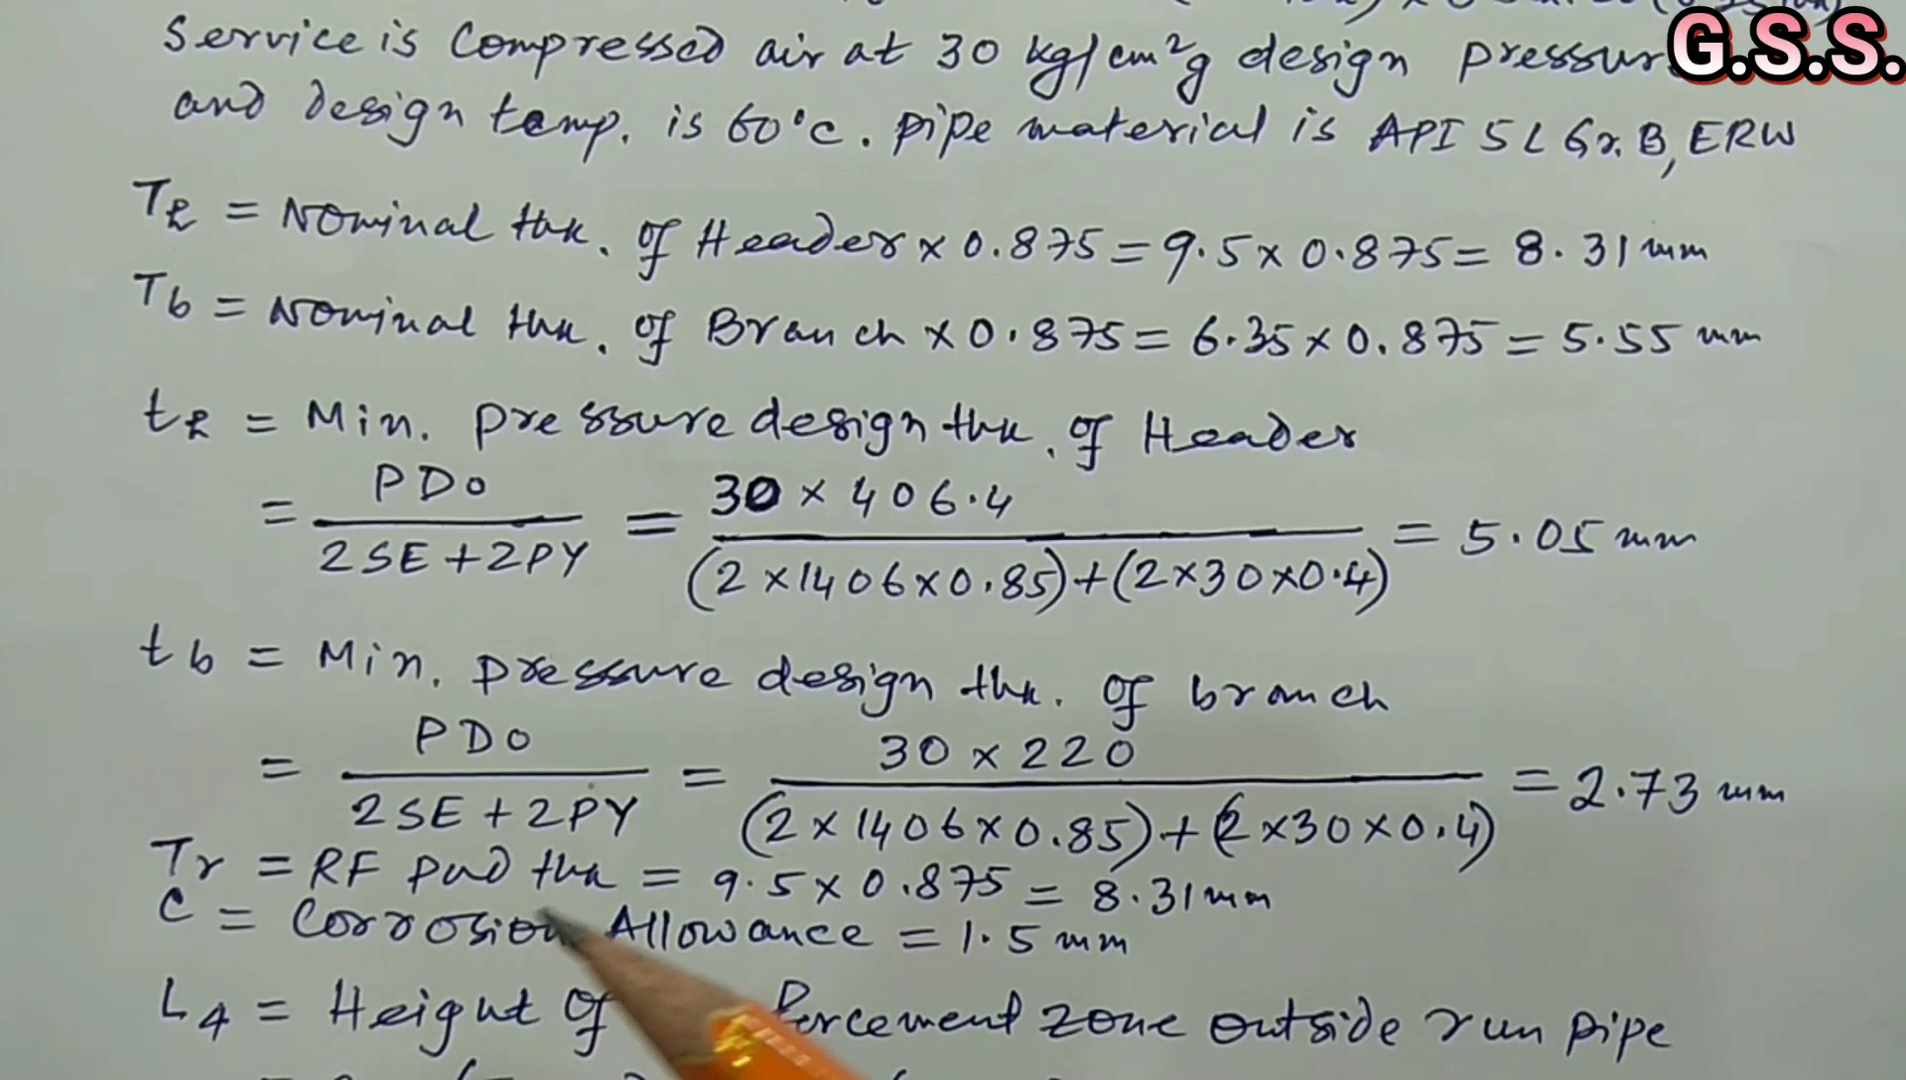 G.S.S.
Service is Compressed air at 30 kg/cm²g design pressur
and design temp. is 60°c. pipe material is API 5L Gr. B, ERW
Th = Nominal thk. of Header x 0.875 = 9.5 x 0.875 = 8.31 mm
Tb = Nominal thk. of Branch x 0.875 = 6.35 x 0.875 = 5.55 mm
th = Min. pressure design thk. of Header
= PDo / 2SE + 2PY = 30 x 406.4 / (2 x 1406 x 0.85) + (2 x 30 x 0.4) = 5.05 mm
tb = Min. pressure design thk. of branch
= PDo / 2SE + 2PY = 30 x 220 / (2 x 1406 x 0.85) + (2 x 30 x 0.4) = 2.73 mm
Tr = RF pad thk = 9.5 x 0.875 = 8.31 mm
C = Corrosion Allowance = 1.5 mm
L4 = Height of forcement zone outside run pipe